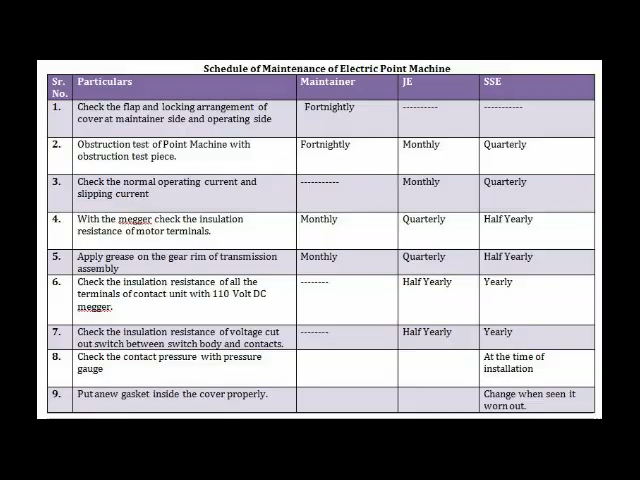 Schedule of Maintenance of Electric Point Machine
Sr. No. Particulars Maintainer JE SSE
1. Check the flap and locking arrangement of cover at maintainer side and operating side Fortnightly ---------- -----------
2. Obstruction test of Point Machine with obstruction test piece. Fortnightly Monthly Quarterly
3. Check the normal operating current and slipping current ----------- Monthly Quarterly
4. With the megger check the insulation resistance of motor terminals. Monthly Quarterly Half Yearly
5. Apply grease on the gear rim of transmission assembly Monthly Quarterly Half Yearly
6. Check the insulation resistance of all the terminals of contact unit with 110 Volt DC megger. -------- Half Yearly Yearly
7. Check the insulation resistance of voltage cut out switch between switch body and contacts. -------- Half Yearly Yearly
8. Check the contact pressure with pressure gauge At the time of installation
9. Put anew gasket inside the cover properly. Change when seen it worn out.